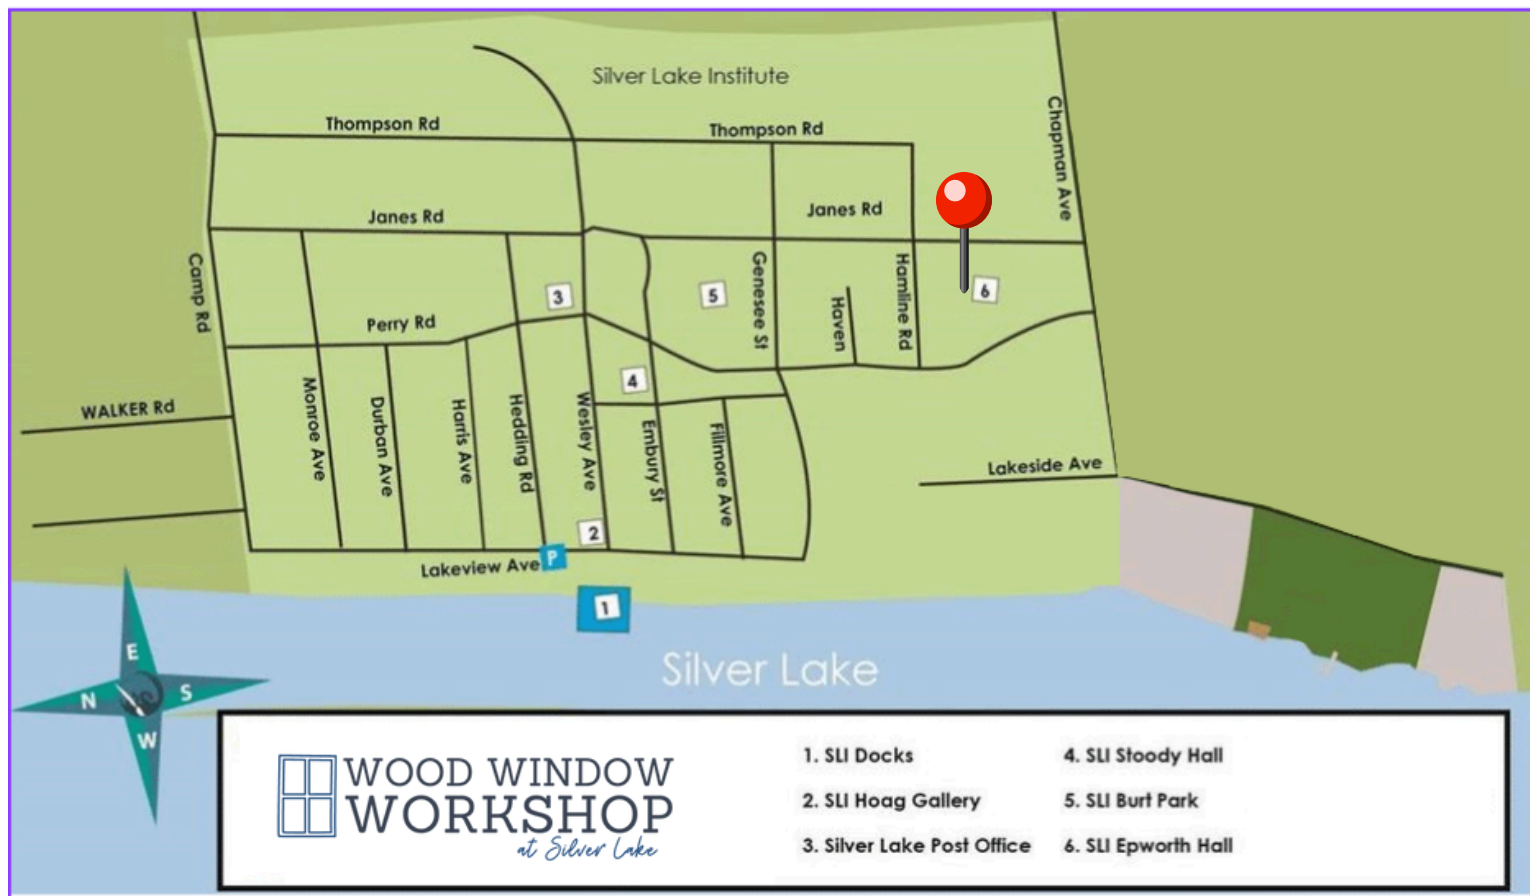 Silver Lake Institute
Thompson Rd
Thompson Rd
Chapman Ave
Janes Rd
Janes Rd
Camp Rd
3
5
Genesee St
Haven
Hamline Rd
6
Perry Rd
4
WALKER Rd
Monroe Ave
Durban Ave
Harris Ave
Hedding Rd
Wesley Ave
Embury St
Fillmore Ave
Lakeside Ave
2
P
Lakeview Ave
1
Silver Lake
E
N
S
W
WOOD WINDOW
WORKSHOP
at Silver Lake
1. SLI Docks
2. SLI Hoag Gallery
3. Silver Lake Post Office
4. SLI Stoody Hall
5. SLI Burt Park
6. SLI Epworth Hall